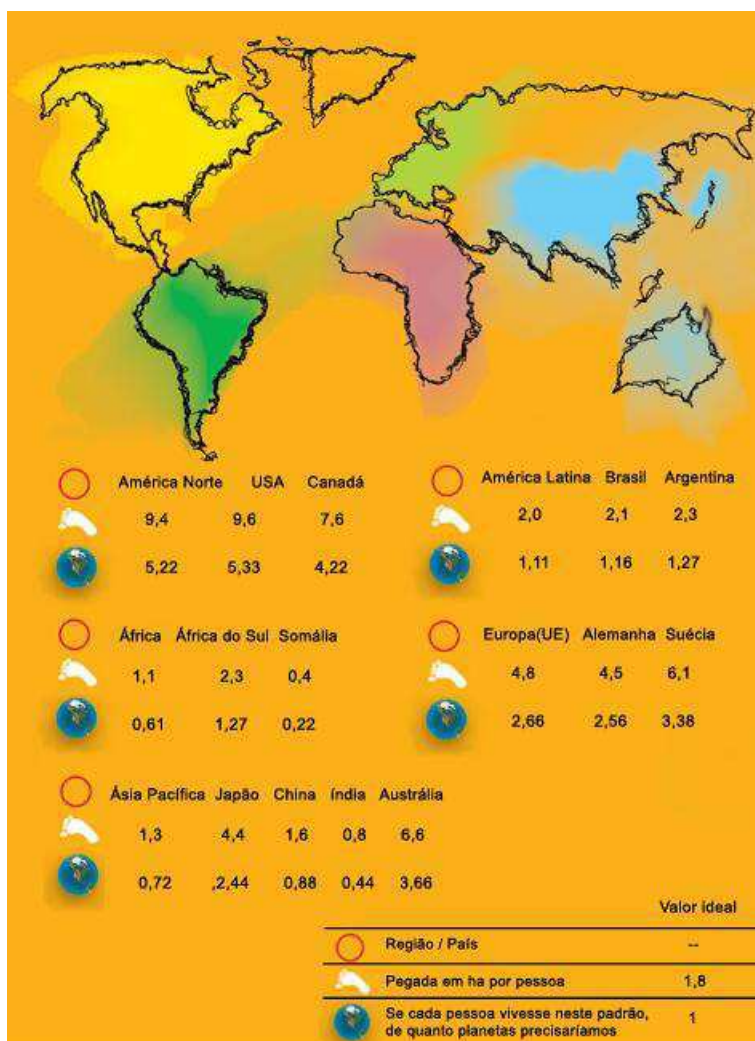 América Norte USA Canadá
9,4 9,6 7,6
5,22 5,33 4,22
América Latina Brasil Argentina
2,0 2,1 2,3
1,11 1,16 1,27
África África do Sul Somália
1,1 2,3 0,4
0,61 1,27 0,22
Europa(UE) Alemanha Suécia
4,8 4,5 6,1
2,66 2,56 3,38
Ásia Pacífica Japão China índia Austrália
1,3 4,4 1,6 0,8 6,6
0,72 ,2,44 0,88 0,44 3,66
Valor ideal
Região / País --
Pegada em ha por pessoa 1,8
Se cada pessoa vivesse neste padrão,
de quanto planetas precisaríamos 1